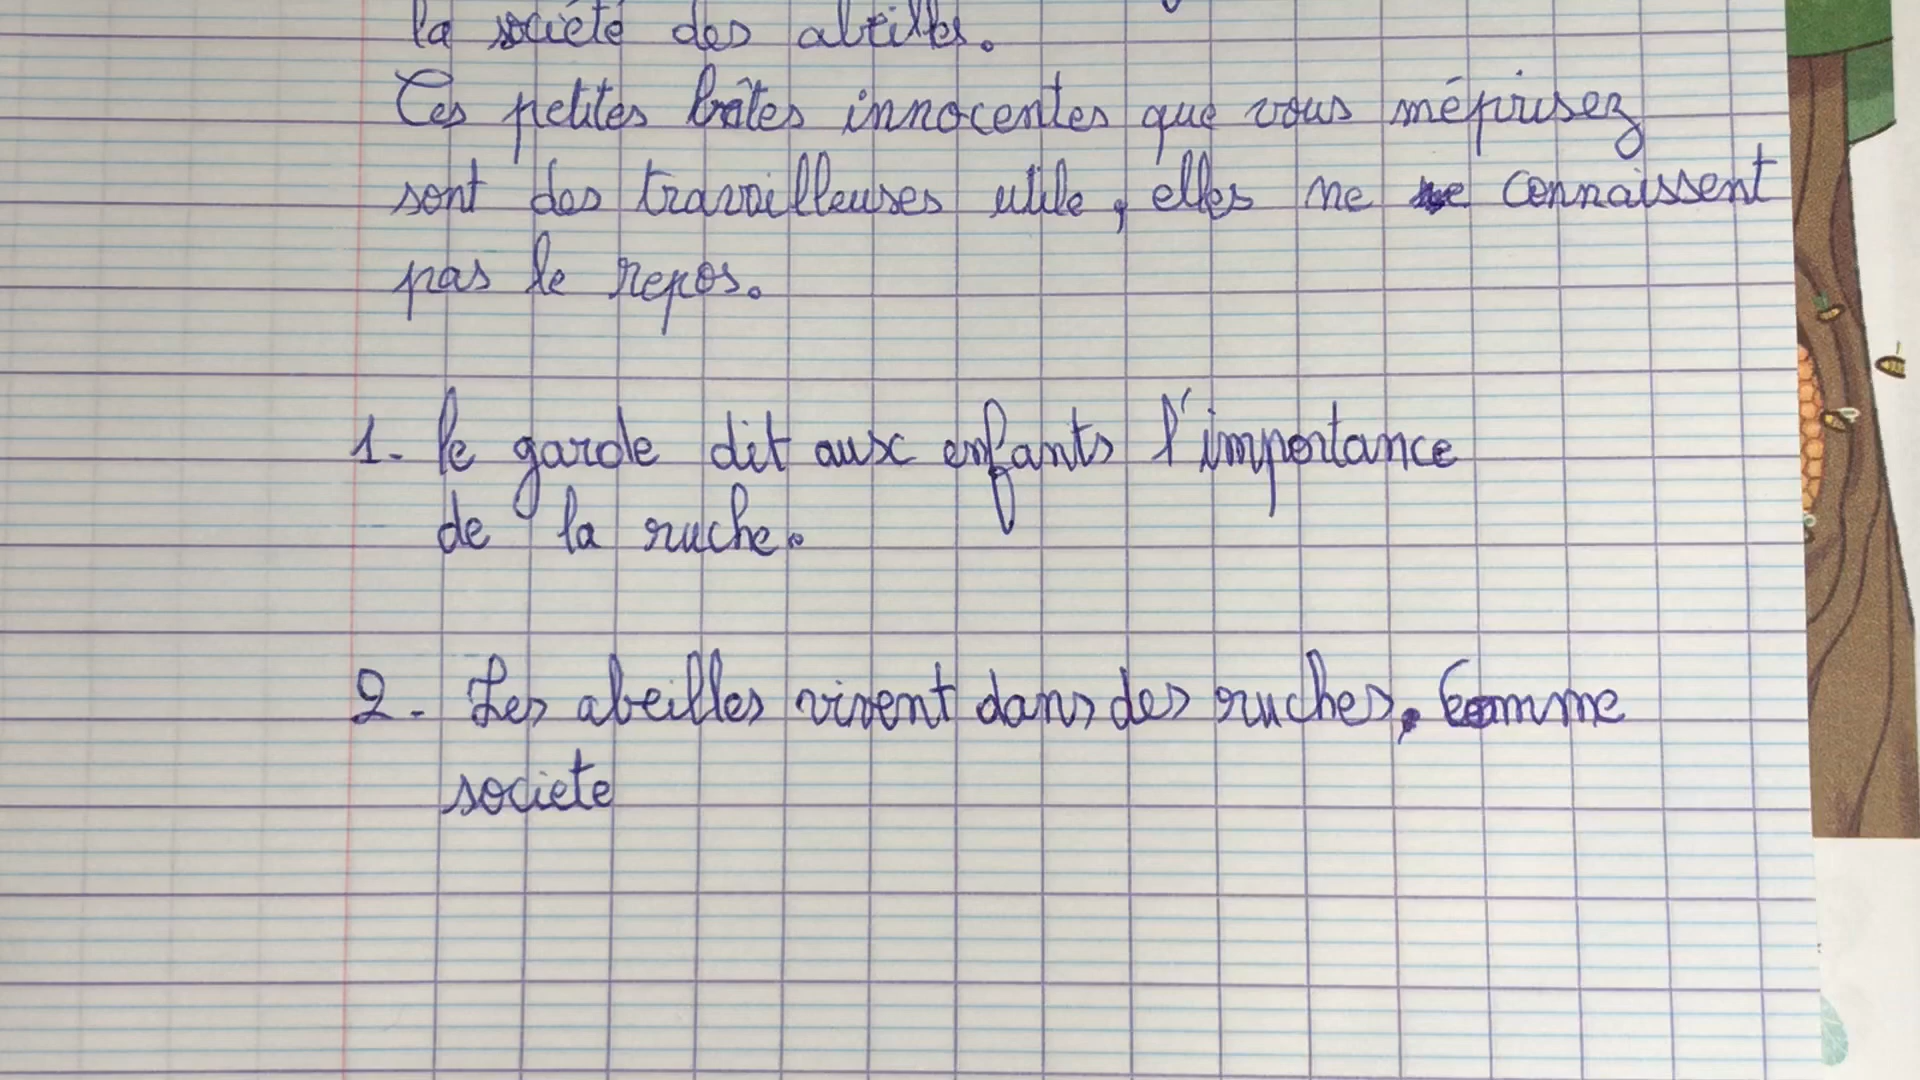 la société des abeilles.
Ces petites bêtes innocentes que vous méprisez
sont des travailleuses utile, elles ne connaissent
pas le repos.
1. le garde dit aux enfants l'importance
de la ruche.
2. Les abeilles vivent dans des ruches. Comme
societe